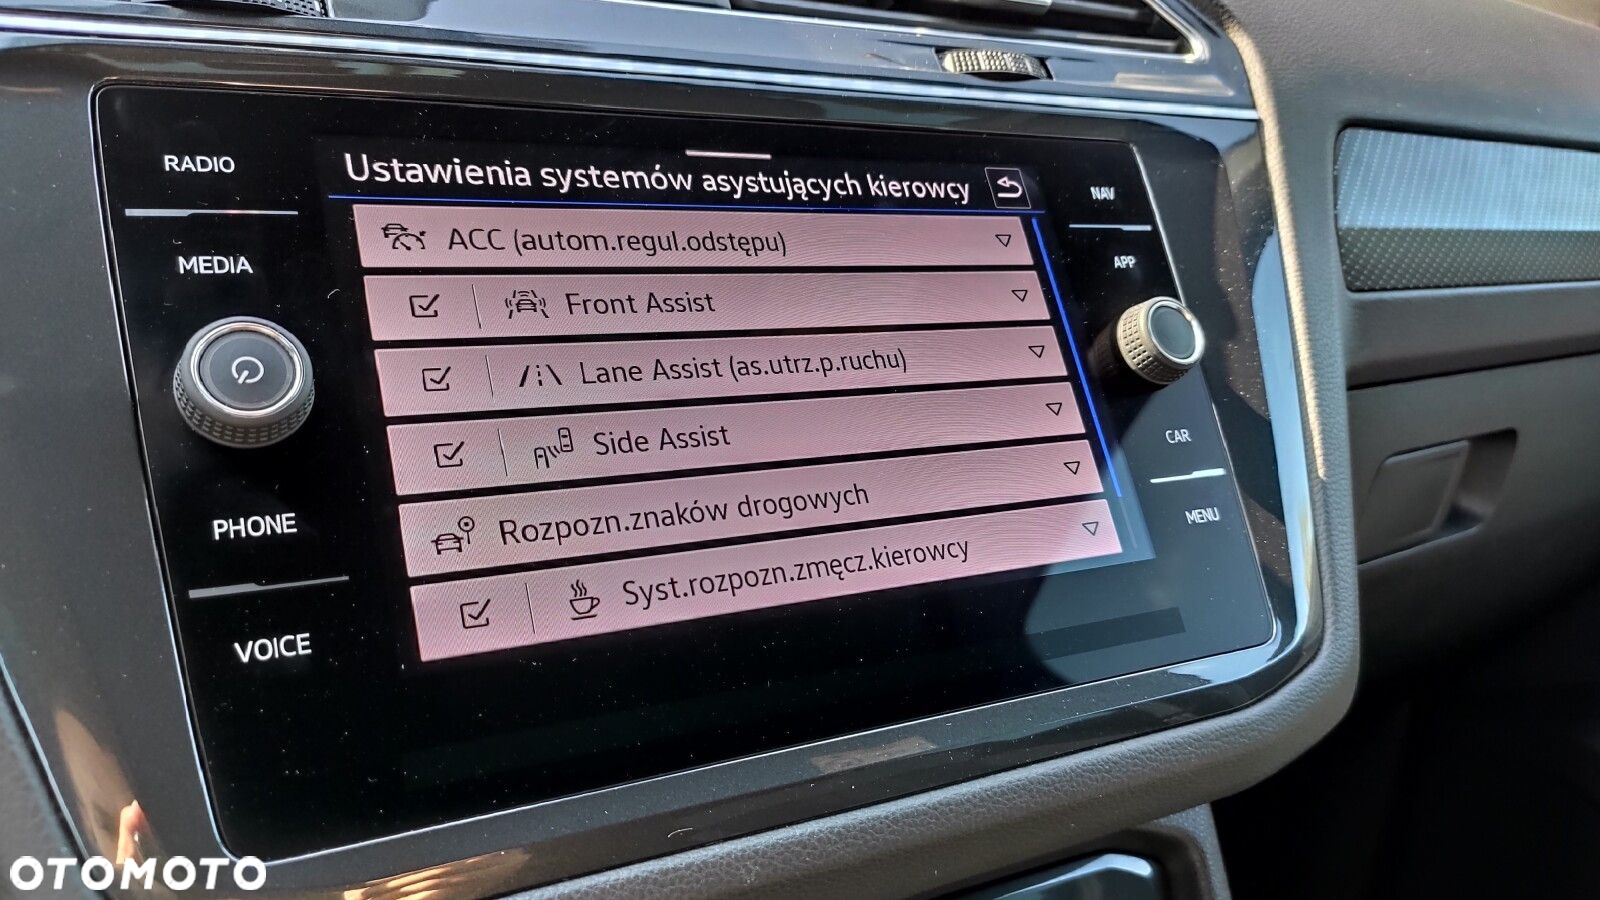 RADIO
MEDIA
PHONE
VOICE
Ustawienia systemów asystujących kierowcy
ACC (autom.regul.odstępu)
Front Assist
Lane Assist (as.utrz.p.ruchu)
Side Assist
Rozpozn.znaków drogowych
Syst.rozpozn.zmęcz.kierowcy
NAV
APP
CAR
MENU
OTOMOTO